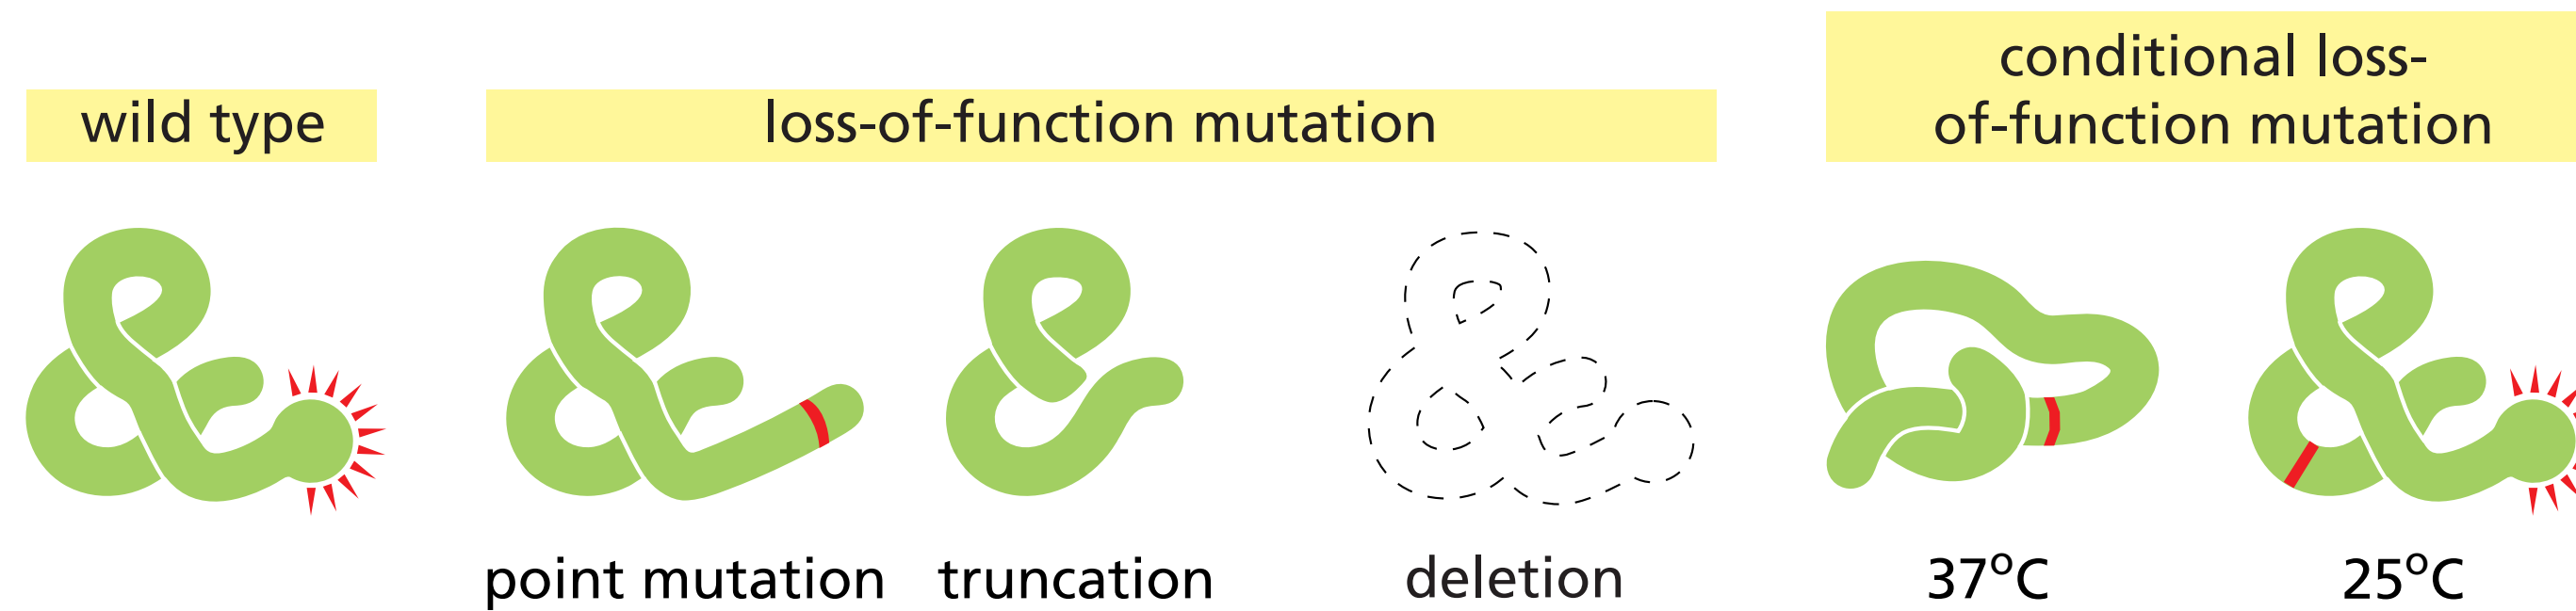 wild type
loss-of-function mutation
conditional loss-
of-function mutation
point mutation
truncation
deletion
37°C
25°C